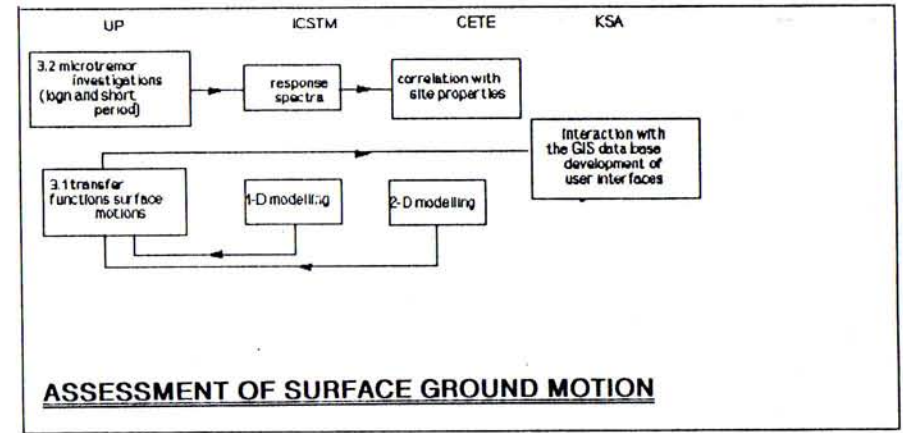 UP ICSTM CETE KSA
3.2 microtremor
investigations
(logn and short
period)
response
spectra
correlation with
site properties
Interaction with
the GIS data base
development of
user interfaces
3.1 transfer
functions surface
motions
1-D modelling
2-D modelling
ASSESSMENT OF SURFACE GROUND MOTION